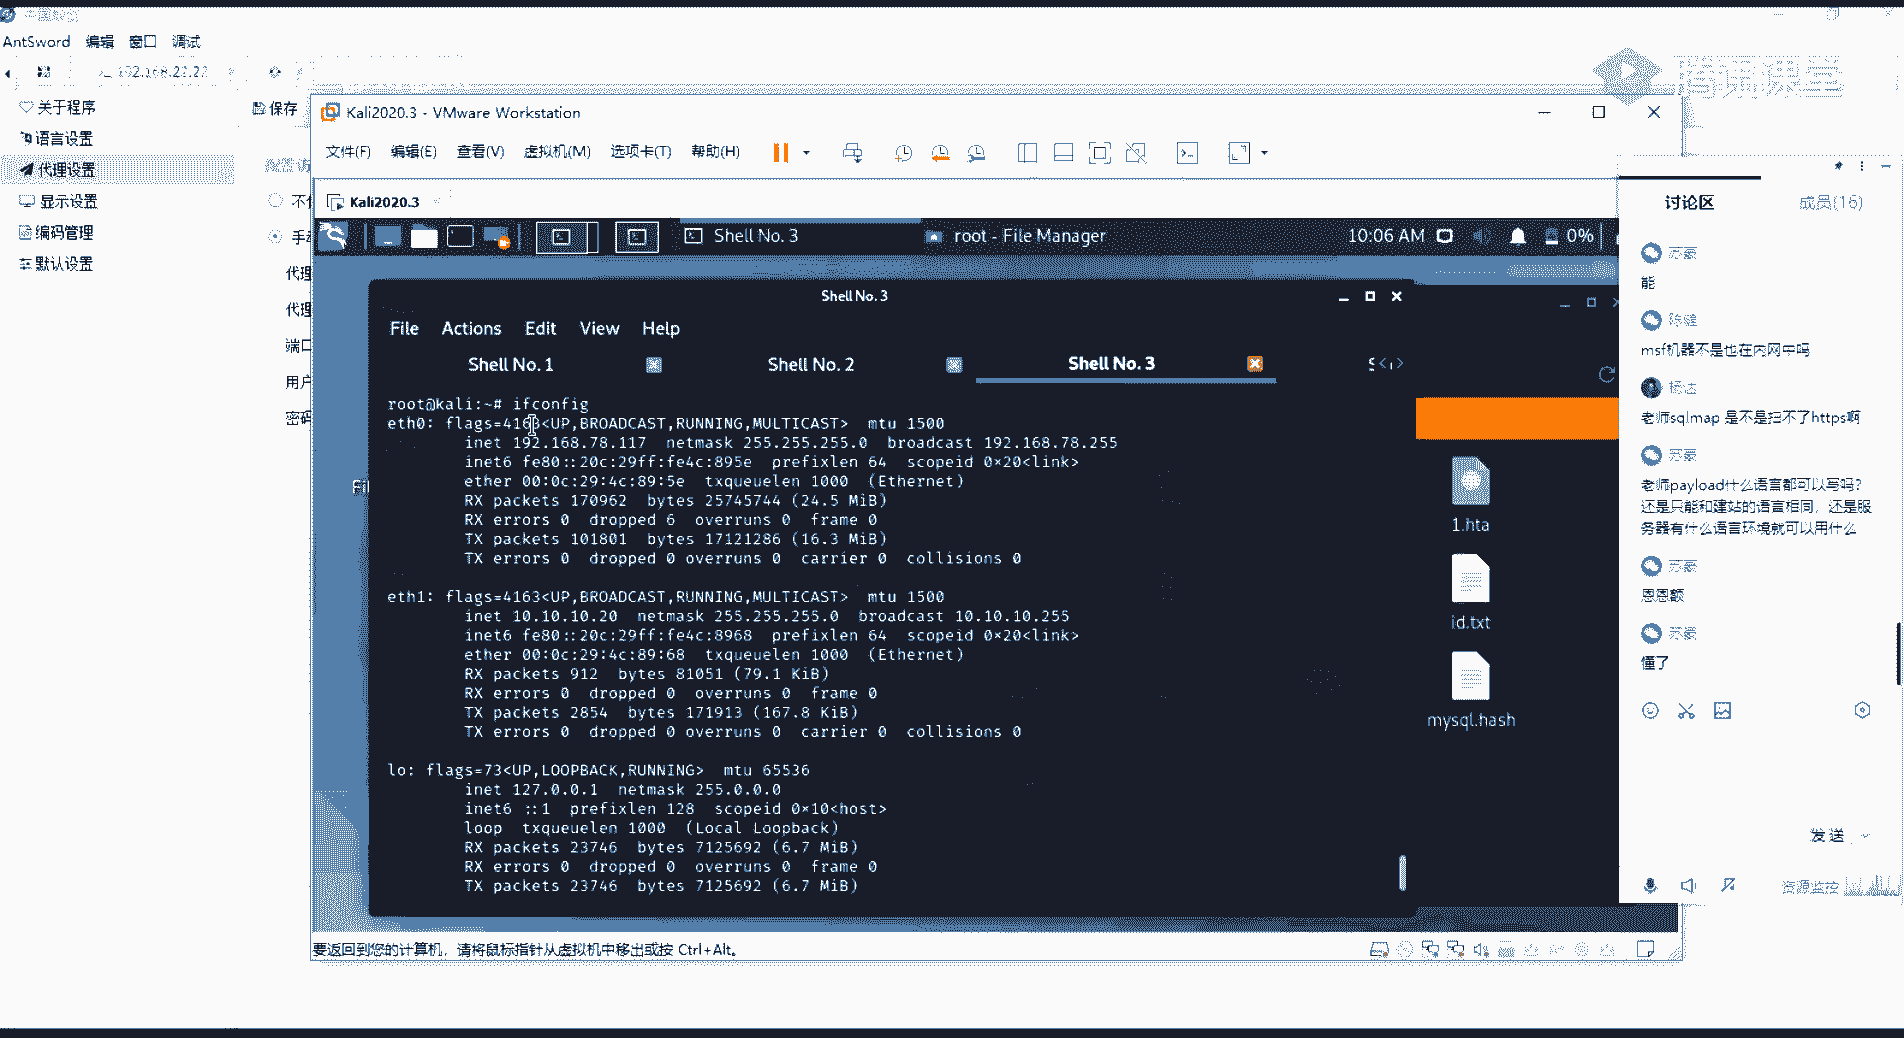 AntSword 编辑 窗口 调试
192.168.22.22
关于程序
语言设置
代理设置
显示设置
编码管理
默认设置
保存
手动
代理
代理
端口
用户
密码
腾讯课堂
Kali2020.3 - VMware Workstation
文件(F) 编辑(E) 查看(V) 虚拟机(M) 选项卡(T) 帮助(H)
Kali2020.3
Shell No. 3
root - File Manager
10:06 AM
0%
Shell No. 3
File Actions Edit View Help
Shell No. 1
Shell No. 2
Shell No. 3
root@kali:~# ifconfig
eth0: flags=4163<UP,BROADCAST,RUNNING,MULTICAST> mtu 1500
inet 192.168.78.117 netmask 255.255.255.0 broadcast 192.168.78.255
inet6 fe80::20c:29ff:fe4c:895e prefixlen 64 scopeid 0×20<link>
ether 00:0c:29:4c:89:5e txqueuelen 1000 (Ethernet)
RX packets 170962 bytes 25745744 (24.5 MiB)
RX errors 0 dropped 6 overruns 0 frame 0
TX packets 101801 bytes 17121286 (16.3 MiB)
TX errors 0 dropped 0 overruns 0 carrier 0 collisions 0
eth1: flags=4163<UP,BROADCAST,RUNNING,MULTICAST> mtu 1500
inet 10.10.10.20 netmask 255.255.255.0 broadcast 10.10.10.255
inet6 fe80::20c:29ff:fe4c:8968 prefixlen 64 scopeid 0×20<link>
ether 00:0c:29:4c:89:68 txqueuelen 1000 (Ethernet)
RX packets 912 bytes 81051 (79.1 KiB)
RX errors 0 dropped 0 overruns 0 frame 0
TX packets 2854 bytes 171913 (167.8 KiB)
TX errors 0 dropped 0 overruns 0 carrier 0 collisions 0
lo: flags=73<UP,LOOPBACK,RUNNING> mtu 65536
inet 127.0.0.1 netmask 255.0.0.0
inet6 ::1 prefixlen 128 scopeid 0×10<host>
loop txqueuelen 1000 (Local Loopback)
RX packets 23746 bytes 7125692 (6.7 MiB)
RX errors 0 dropped 0 overruns 0 frame 0
TX packets 23746 bytes 7125692 (6.7 MiB)
1.hta
id.txt
mysql.hash
要返回到您的计算机，请将鼠标指针从虚拟机中移出或按 Ctrl+Alt。
讨论区
成员(16)
能
msf机器不是也在内网中吗
老师sqlmap 是不是扫不了https啊
老师payload什么语言都可以写吗?
还是只能和建站的语言相同，还是服
务器有什么语言环境就可以用什么
恩恩额
懂了
发送
资源监控